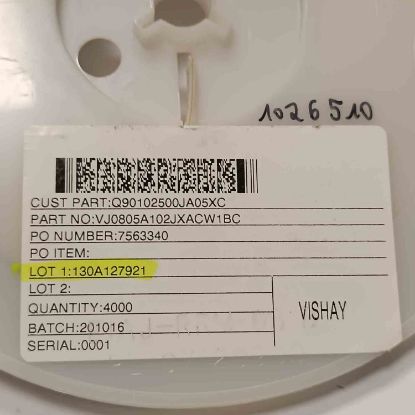 1026510
CUST PART:Q90102500JA05XC
PART NO:VJ0805A102JXACW1BC
PO NUMBER:7563340
PO ITEM:
LOT 1:130A127921
LOT 2:
QUANTITY:4000
VISHAY
BATCH:201016
SERIAL:0001